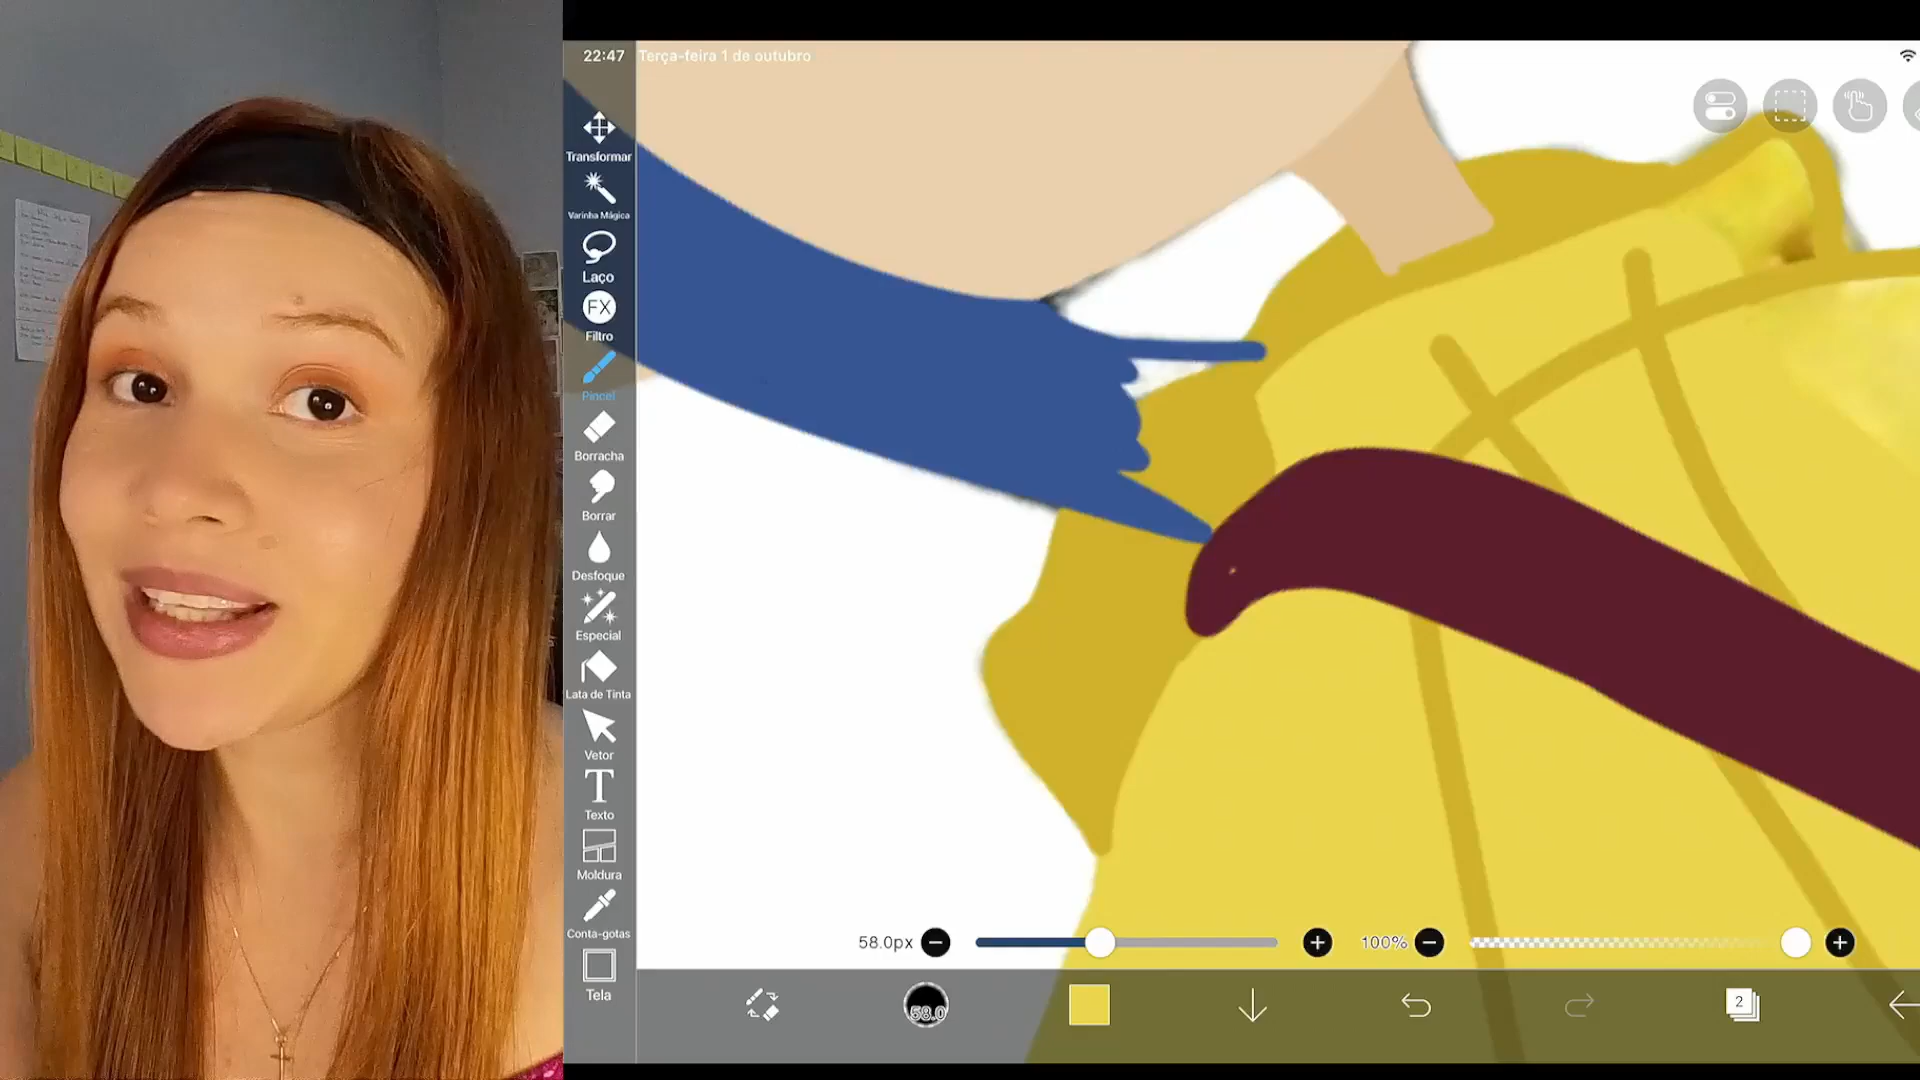 22:47 Terça-feira 1 de outubro
Transformar
Varinha Mágica
Laço
FX
Filtro
Pincel
Borracha
Borrar
Desfoque
Especial
Lata de Tinta
Vetor
T
Texto
Moldura
Conta-gotas
Tela
58.0px
100%
58.0
2